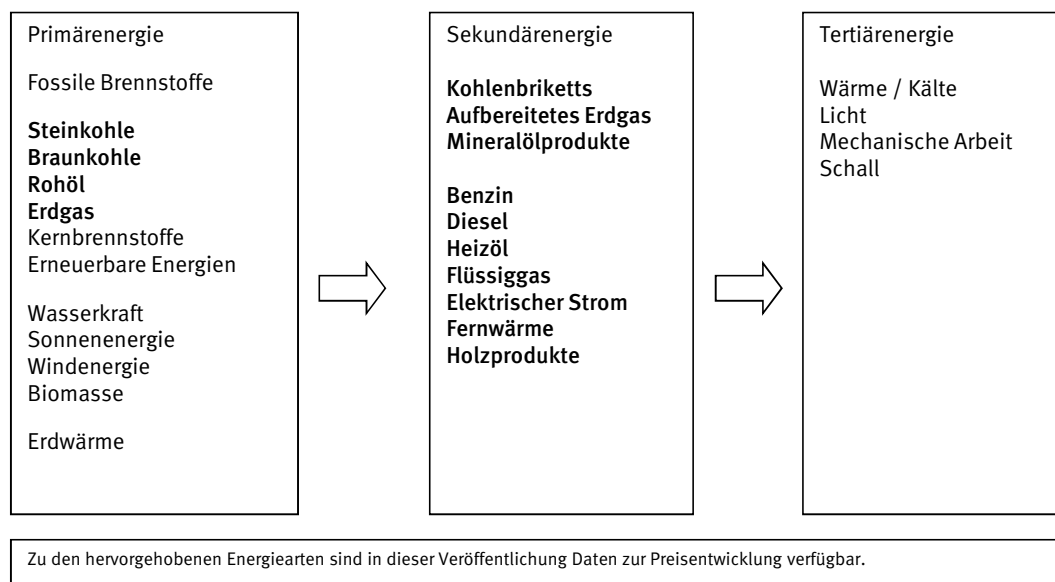 Primärenergie
Fossile Brennstoffe
Steinkohle
Braunkohle
Rohöl
Erdgas
Kernbrennstoffe
Erneuerbare Energien
Wasserkraft
Sonnenenergie
Windenergie
Biomasse
Erdwärme
Sekundärenergie
Kohlenbriketts
Aufbereitetes Erdgas
Mineralölprodukte
Benzin
Diesel
Heizöl
Flüssiggas
Elektrischer Strom
Fernwärme
Holzprodukte
Tertiärenergie
Wärme / Kälte
Licht
Mechanische Arbeit
Schall
Zu den hervorgehobenen Energiearten sind in dieser Veröffentlichung Daten zur Preisentwicklung verfügbar.